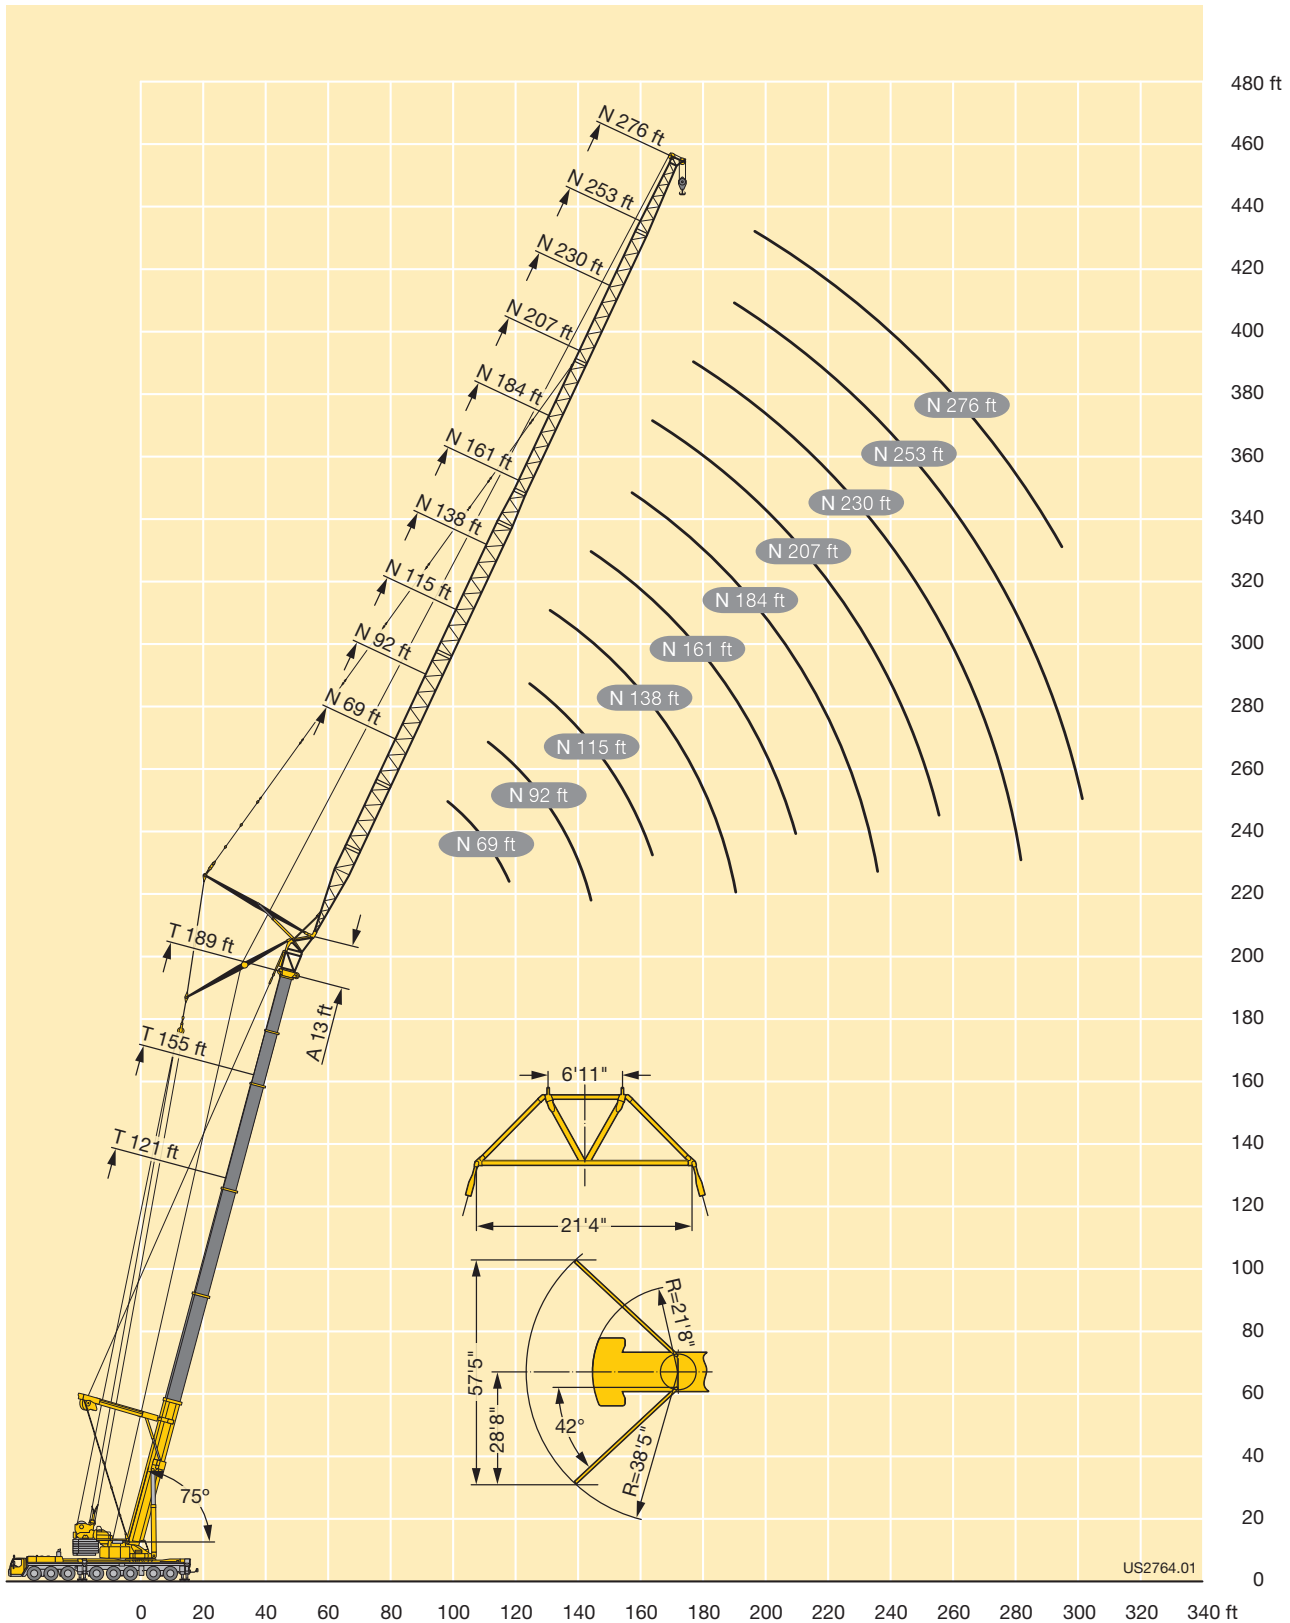 480 ft
460
440
420
400
380
360
340
320
300
280
260
240
220
200
180
160
140
120
100
80
60
40
20
0
N 276 ft
N 253 ft
N 230 ft
N 207 ft
N 184 ft
N 161 ft
N 138 ft
N 115 ft
N 92 ft
N 69 ft
N 276 ft
N 253 ft
N 230 ft
N 207 ft
N 184 ft
N 161 ft
N 138 ft
N 115 ft
N 92 ft
N 69 ft
T 189 ft
A 13 ft
T 155 ft
T 121 ft
6'11"
21'4"
R=21'8"
57'5"
28'8"
42°
R=38'5"
75°
US2764.01
0 20 40 60 80 100 120 140 160 180 200 220 240 260 280 300 320 340 ft